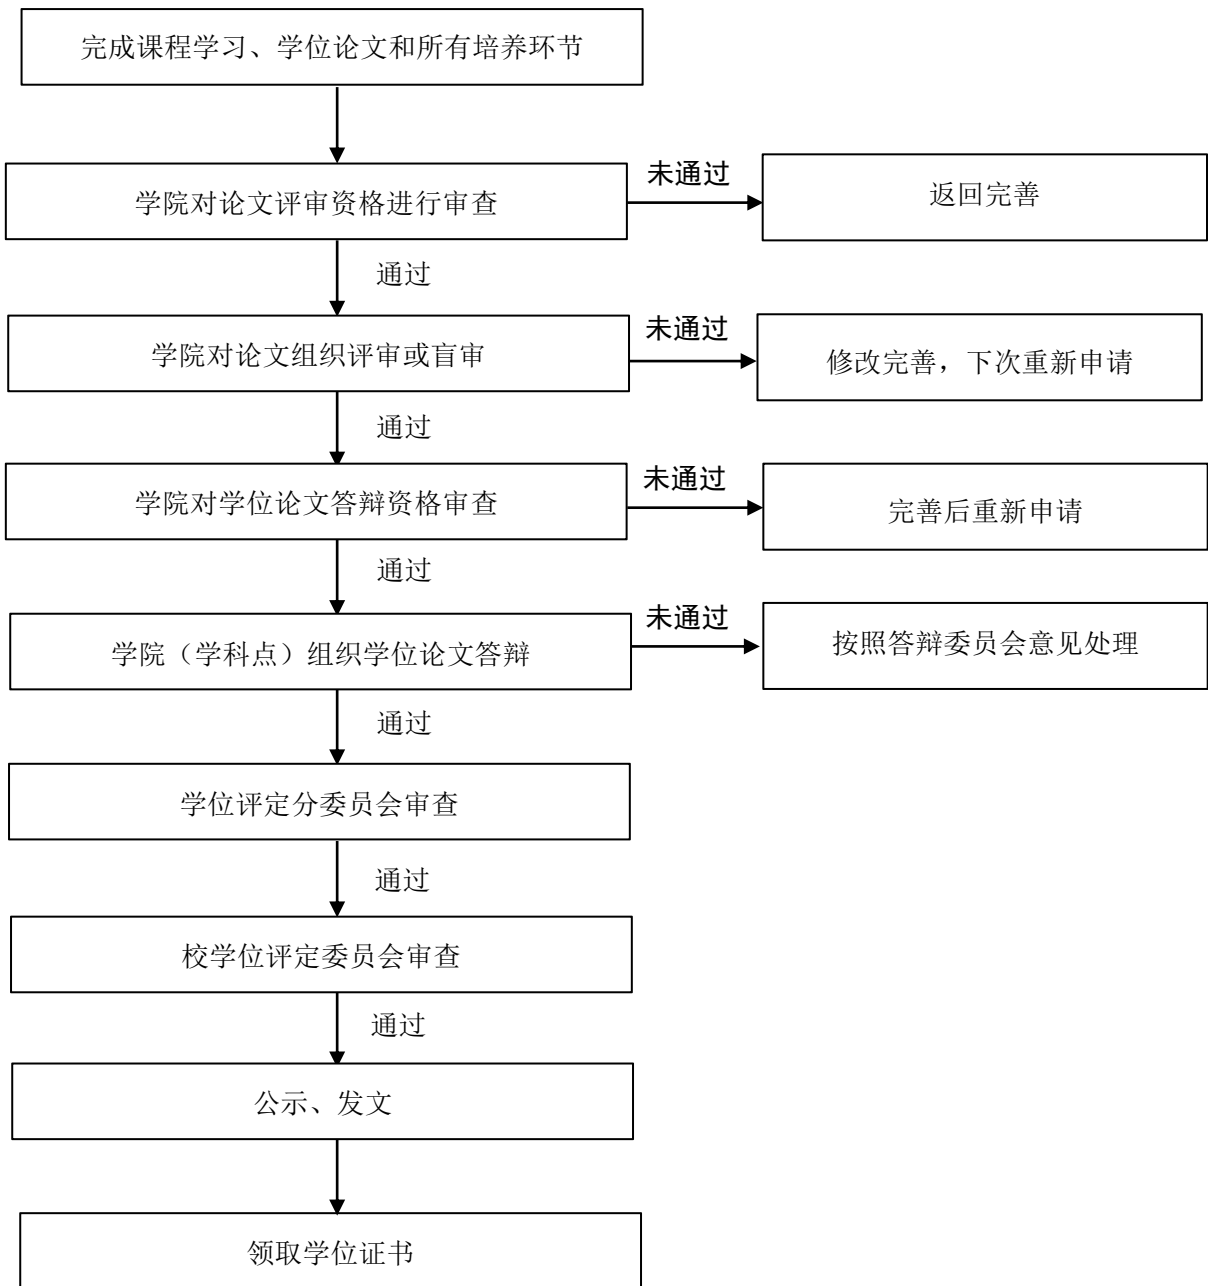 完成课程学习、学位论文和所有培养环节
学院对论文评审资格进行审查
未通过
返回完善
通过
学院对论文组织评审或盲审
未通过
修改完善，下次重新申请
通过
学院对学位论文答辩资格审查
未通过
完善后重新申请
通过
学院（学科点）组织学位论文答辩
未通过
按照答辩委员会意见处理
通过
学位评定分委员会审查
通过
校学位评定委员会审查
通过
公示、发文
领取学位证书